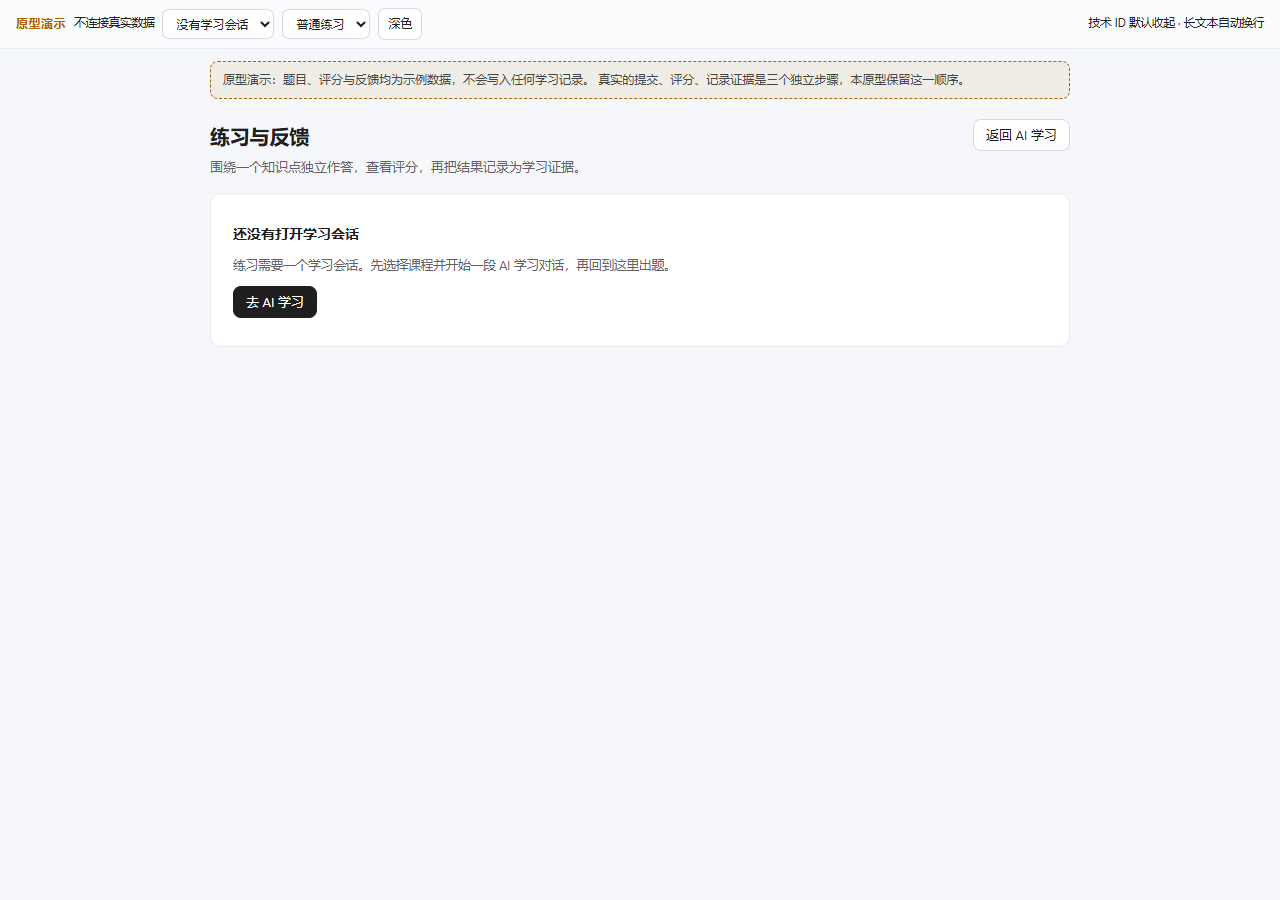 原型演示 不连接真实数据 没有学习会话 普通练习 深色 技术 ID 默认收起 · 长文本自动换行
原型演示：题目、评分与反馈均为示例数据，不会写入任何学习记录。 真实的提交、评分、记录证据是三个独立步骤，本原型保留这一顺序。
练习与反馈 返回 AI 学习
围绕一个知识点独立作答，查看评分，再把结果记录为学习证据。
还没有打开学习会话
练习需要一个学习会话。先选择课程并开始一段 AI 学习对话，再回到这里出题。
去 AI 学习